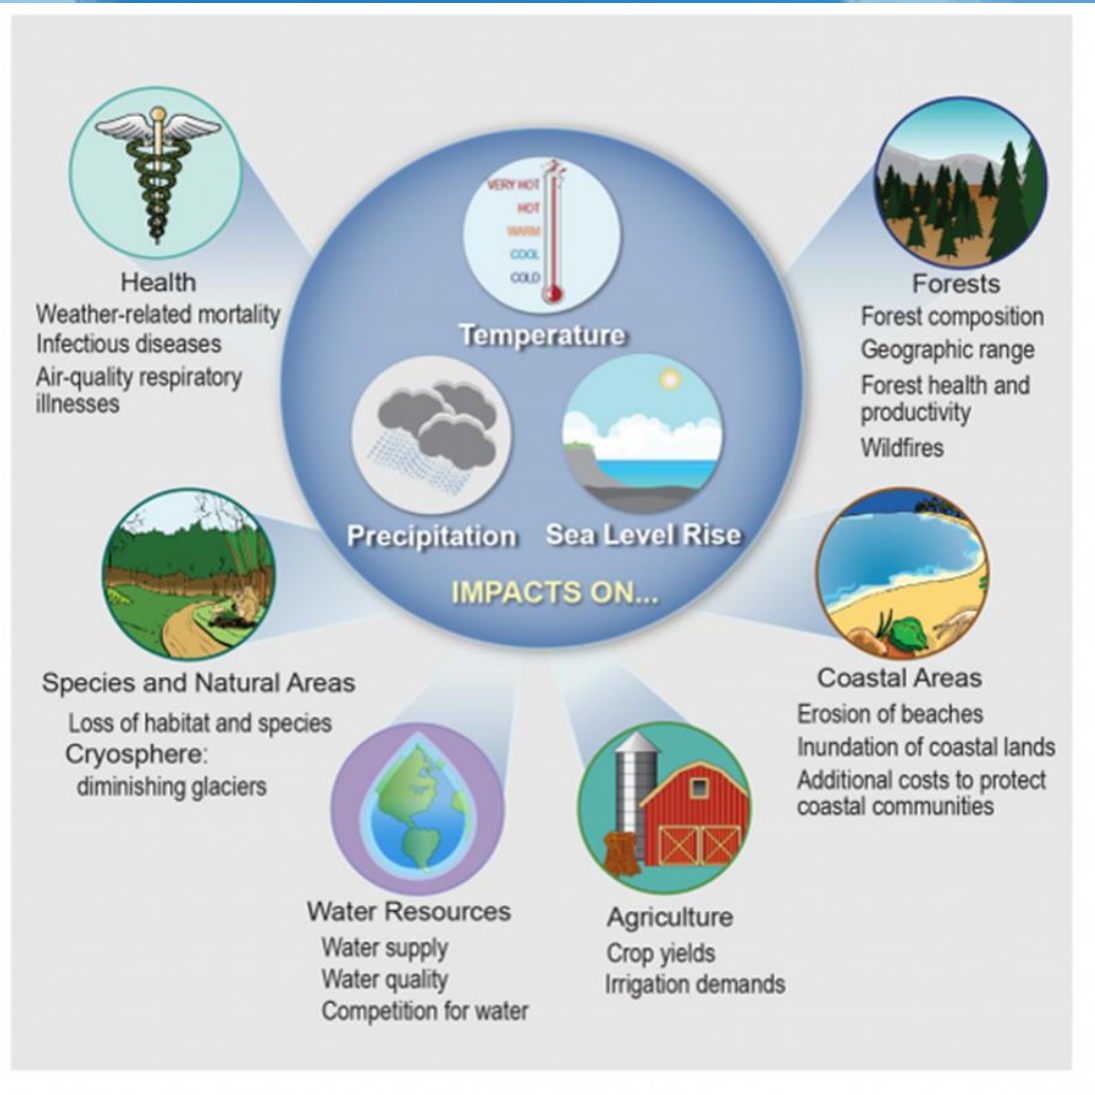 VERY HOT
HOT
WARM
COOL
COLD
Temperature
Precipitation
Sea Level Rise
IMPACTS ON...
Health
Weather-related mortality
Infectious diseases
Air-quality respiratory
illnesses
Forests
Forest composition
Geographic range
Forest health and
productivity
Wildfires
Species and Natural Areas
Loss of habitat and species
Cryosphere:
diminishing glaciers
Coastal Areas
Erosion of beaches
Inundation of coastal lands
Additional costs to protect
coastal communities
Water Resources
Water supply
Water quality
Competition for water
Agriculture
Crop yields
Irrigation demands